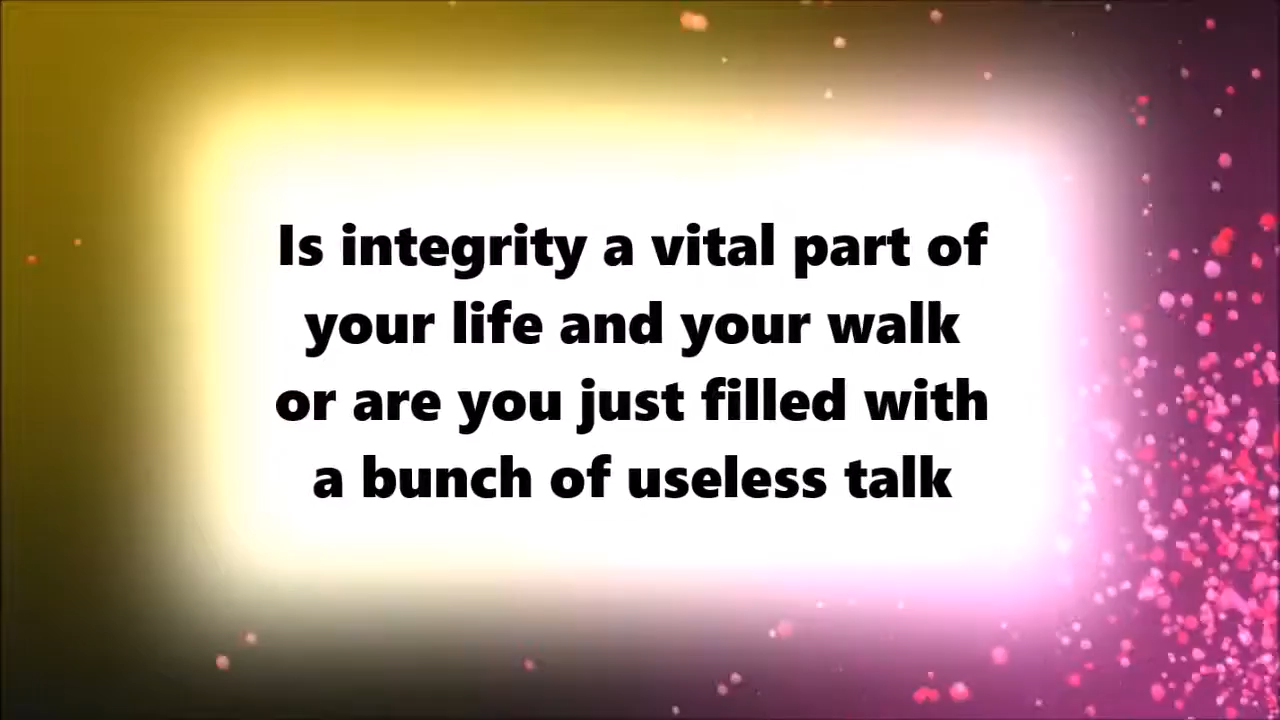 Is integrity a vital part of
your life and your walk
or are you just filled with
a bunch of useless talk